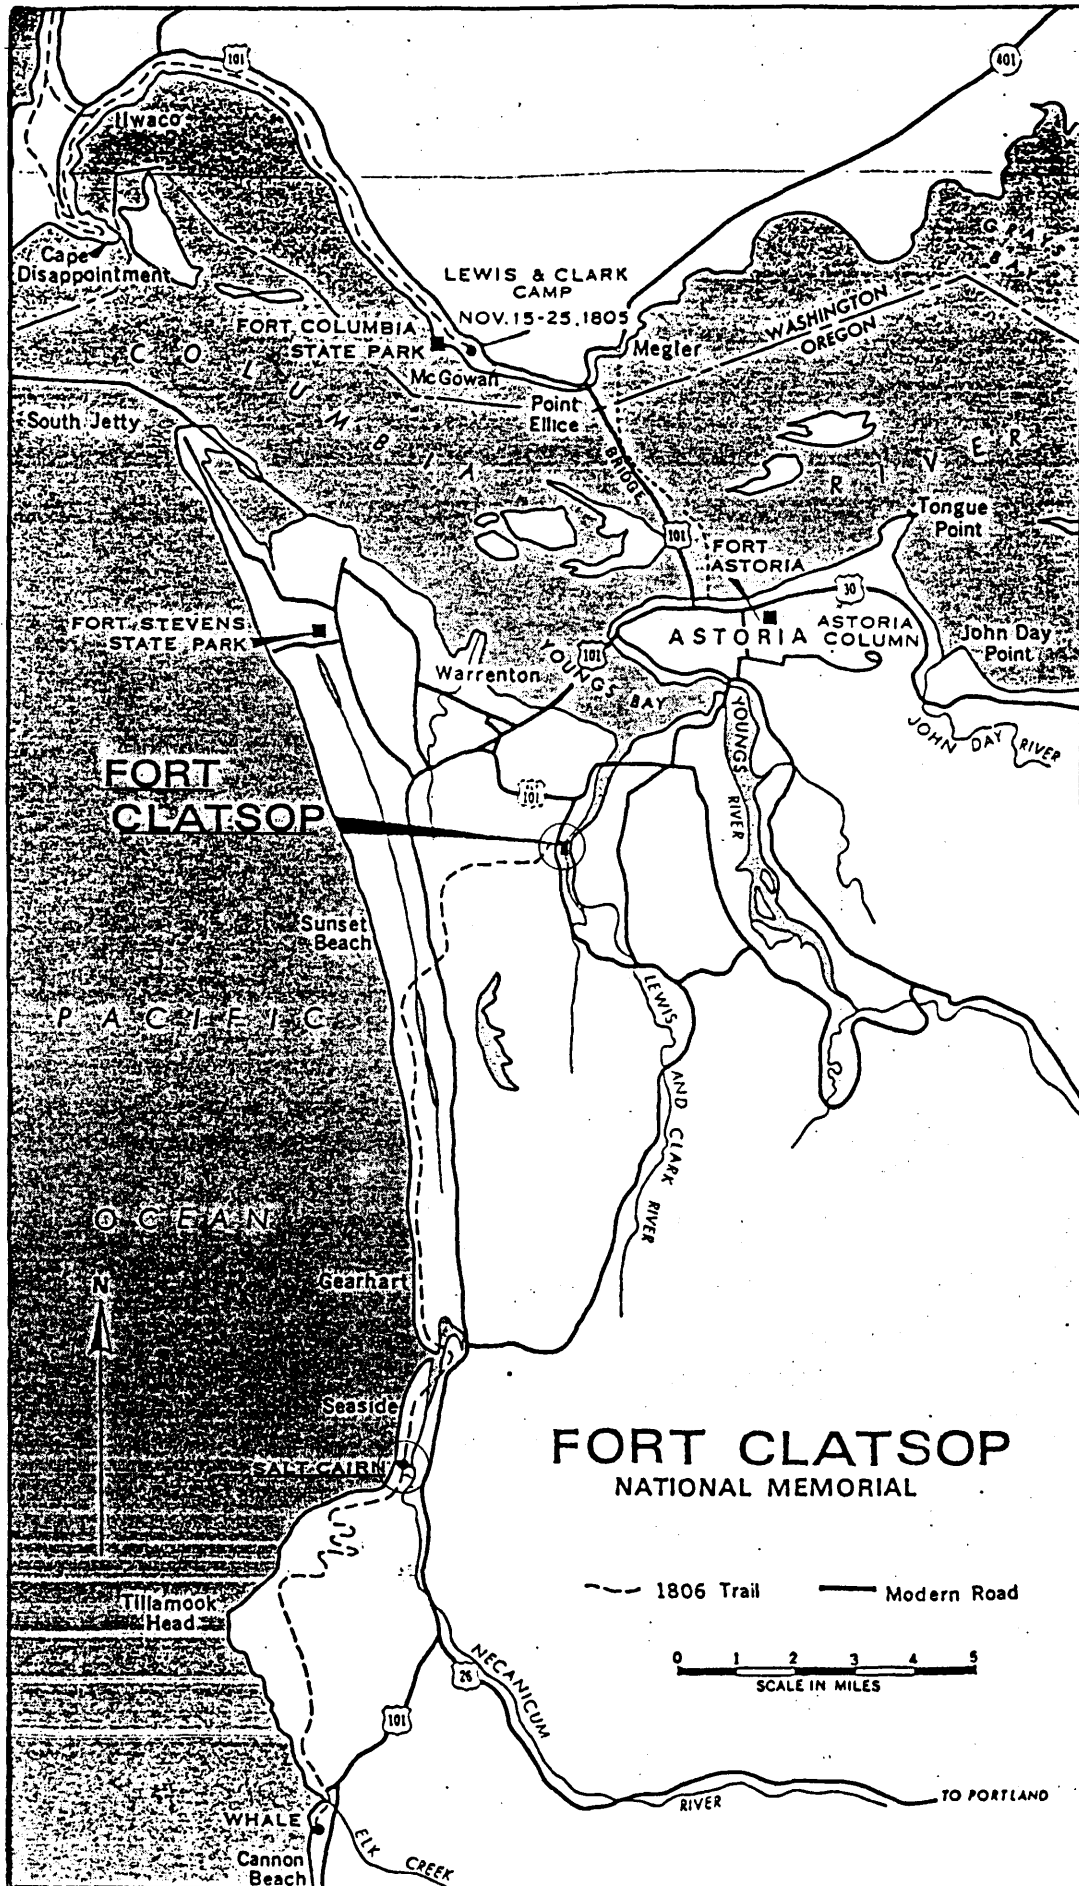 101
401
Ilwaco
GRAYS
BAY
Cape
Disappointment
LEWIS & CLARK
CAMP
NOV. 15-25, 1805
WASHINGTON
OREGON
FORT COLUMBIA
STATE PARK
Megler
McGowan
COLUMBIA
RIVER
Point
Ellice
South Jetty
BRIDGE
Tongue
Point
101
FORT
ASTORIA
30
FORT STEVENS
STATE PARK
ASTORIA
ASTORIA
COLUMN
John Day
Point
101
YOUNGS BAY
Warrenton
YOUNGS RIVER
JOHN DAY RIVER
FORT
CLATSOP
101
Sunset
Beach
PACIFIC
LEWIS AND CLARK RIVER
OCEAN
Gearhart
N
Seaside
FORT CLATSOP
SALT CAIRN
NATIONAL MEMORIAL
1806 Trail
Modern Road
Tillamook
Head
NECANICUM
26
0 1 2 3 4 5
SCALE IN MILES
101
RIVER
TO PORTLAND
WHALE
ELK CREEK
Cannon
Beach